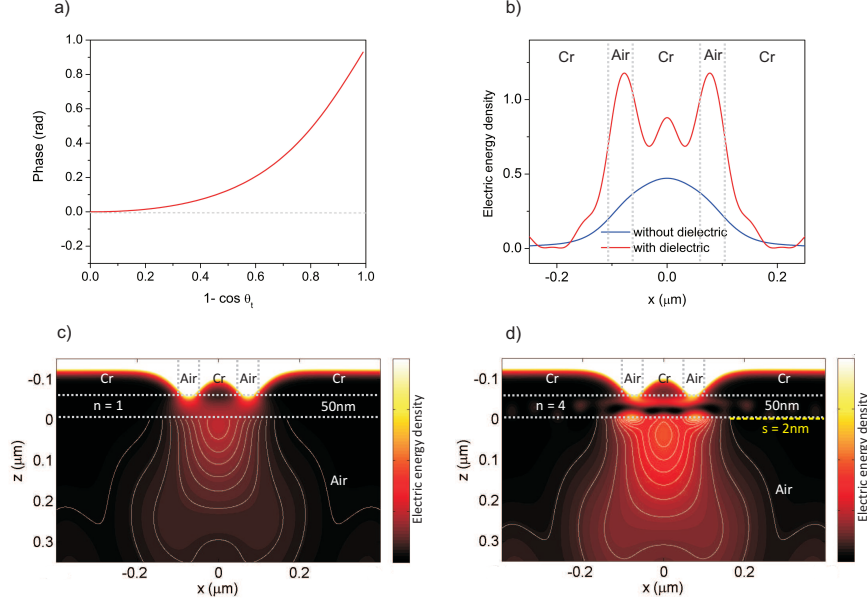 a)
1.0
0.8
0.6
0.4
0.2
0.0
-0.2
Phase (rad)
0.0 0.2 0.4 0.6 0.8 1.0
1- cos θt
b)
Cr Air Cr Air Cr
1.0
0.5
0.0
Electric energy density
without dielectric
with dielectric
-0.2 0.0 0.2
x (µm)
c)
Cr Air Cr Air Cr
n = 1 50nm
Air
-0.1
0
0.1
0.2
0.3
z (µm)
-0.2 0 0.2
x (µm)
Electric energy density
d)
Cr Air Cr Air Cr
n = 4 50nm
s = 2nm
Air
-0.1
0
0.1
0.2
0.3
z (µm)
-0.2 0 0.2
x (µm)
Electric energy density